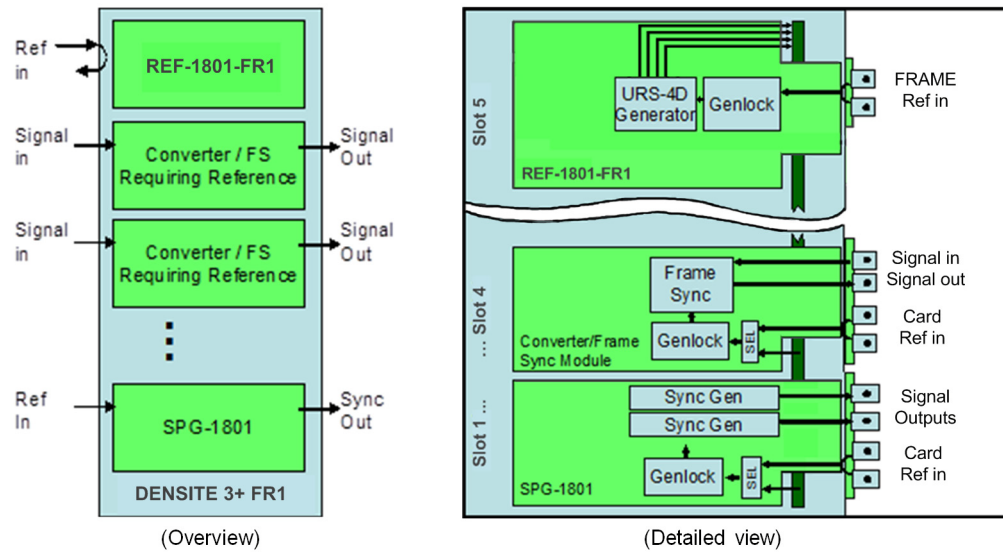 Ref
in
REF-1801-FR1
Signal
in
Converter / FS
Requiring Reference
Signal
Out
Signal
in
Converter / FS
Requiring Reference
Signal
Out
Ref
In
SPG-1801
Sync
Out
DENSITE 3+ FR1
(Overview)
Slot 5
URS-4D
Generator
Genlock
REF-1801-FR1
FRAME
Ref in
... Slot 4
Frame
Sync
Genlock
SEL
Converter/Frame
Sync Module
Signal in
Signal out
Card
Ref in
Slot 1 ...
Sync Gen
Sync Gen
Genlock
SEL
SPG-1801
Signal
Outputs
Card
Ref in
(Detailed view)